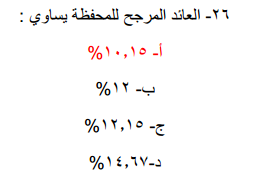 ٢٦- العائد المرجح للمحفظة يساوي :
أ- ١٠,١٥%
ب- ١٢%
ج- ١٢,١٥%
د- ١٤,٦٧%